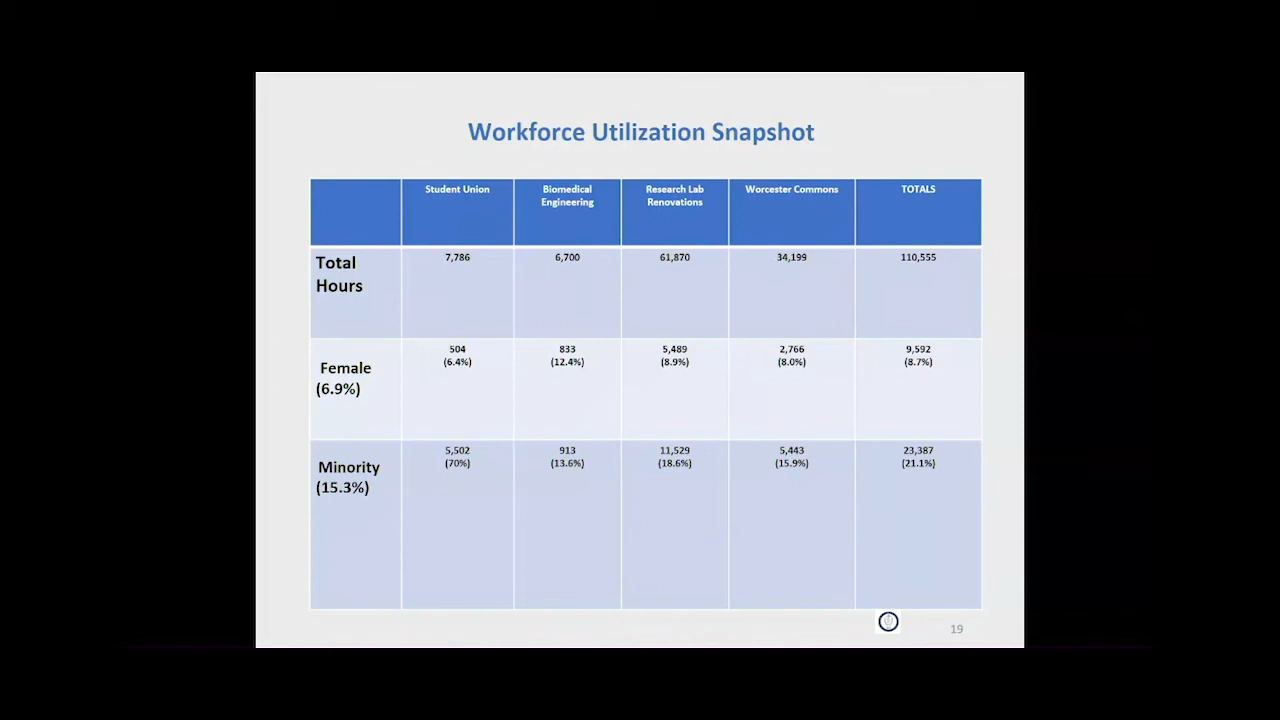 Workforce Utilization Snapshot
Student Union
Biomedical
Engineering
Research Lab
Renovations
Worcester Commons
TOTALS
Total
Hours
7,786
6,700
61,870
34,199
110,555
Female
(6.9%)
504
(6.4%)
833
(12.4%)
5,489
(8.9%)
2,766
(8.0%)
9,592
(8.7%)
Minority
(15.3%)
5,502
(70%)
913
(13.6%)
11,529
(18.6%)
5,443
(15.9%)
23,387
(21.1%)
19